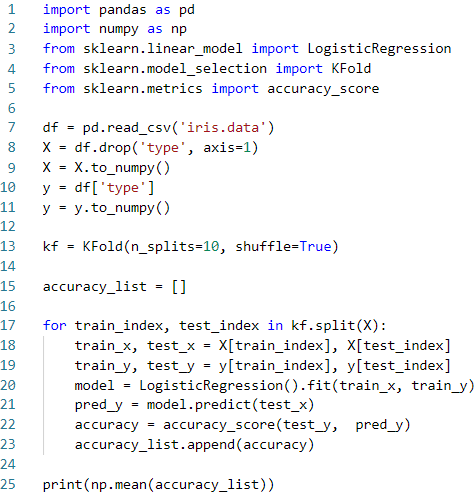 1 import pandas as pd
2 import numpy as np
3 from sklearn.linear_model import LogisticRegression
4 from sklearn.model_selection import KFold
5 from sklearn.metrics import accuracy_score
6
7 df = pd.read_csv('iris.data')
8 X = df.drop('type', axis=1)
9 X = X.to_numpy()
10 y = df['type']
11 y = y.to_numpy()
12
13 kf = KFold(n_splits=10, shuffle=True)
14
15 accuracy_list = []
16
17 for train_index, test_index in kf.split(X):
18     train_x, test_x = X[train_index], X[test_index]
19     train_y, test_y = y[train_index], y[test_index]
20     model = LogisticRegression().fit(train_x, train_y)
21     pred_y = model.predict(test_x)
22     accuracy = accuracy_score(test_y,  pred_y)
23     accuracy_list.append(accuracy)
24
25 print(np.mean(accuracy_list))